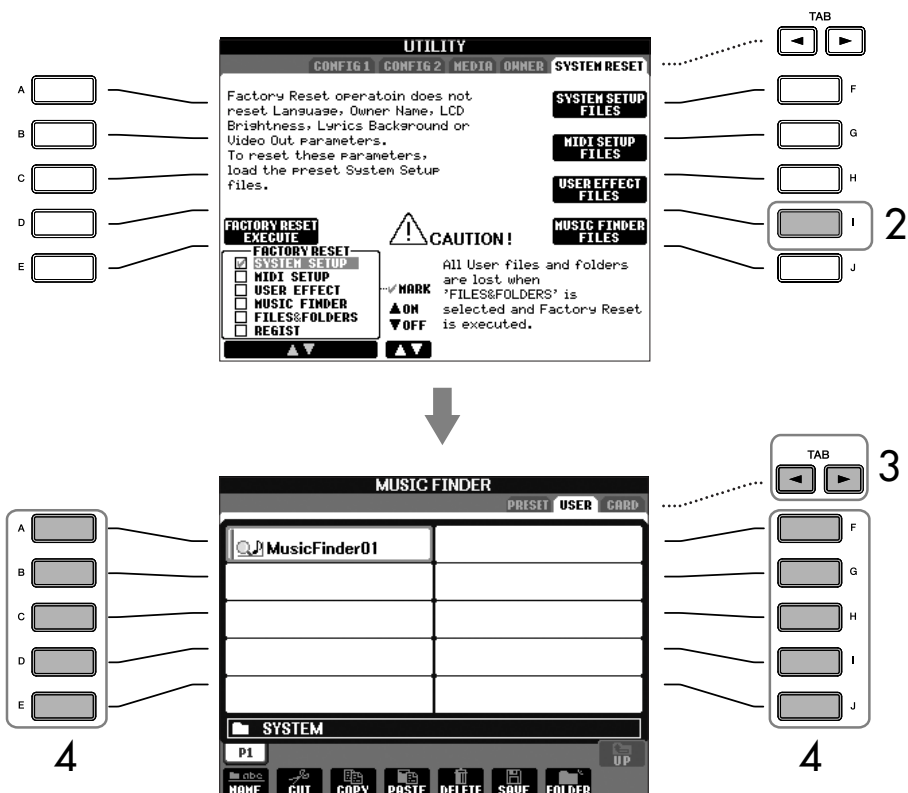 TAB
UTILITY
CONFIG 1 CONFIG 2 MEDIA OWNER SYSTEM RESET
A
B
C
D
E
Factory Reset operatoin does not
reset Language, Owner Name, LCD
Brightness, Lyrics Background or
Video Out parameters.
To reset these parameters,
load the preset System Setup
files.
SYSTEM SETUP
FILES
MIDI SETUP
FILES
USER EFFECT
FILES
MUSIC FINDER
FILES
F
G
H
I
J
2
FACTORY RESET
EXECUTE
FACTORY RESET
SYSTEM SETUP
MIDI SETUP
USER EFFECT
MUSIC FINDER
FILES&FOLDERS
REGIST
MARK
▲ON
▼OFF
▲▼
▲▼
CAUTION!
All User files and folders
are lost when
'FILES&FOLDERS' is
selected and Factory Reset
is executed.
TAB
3
MUSIC FINDER
PRESET USER CARD
A
B
C
D
E
4
MusicFinder01
F
G
H
I
J
4
SYSTEM
P1
UP
abc
NAME CUT COPY PASTE DELETE SAVE FOLDER